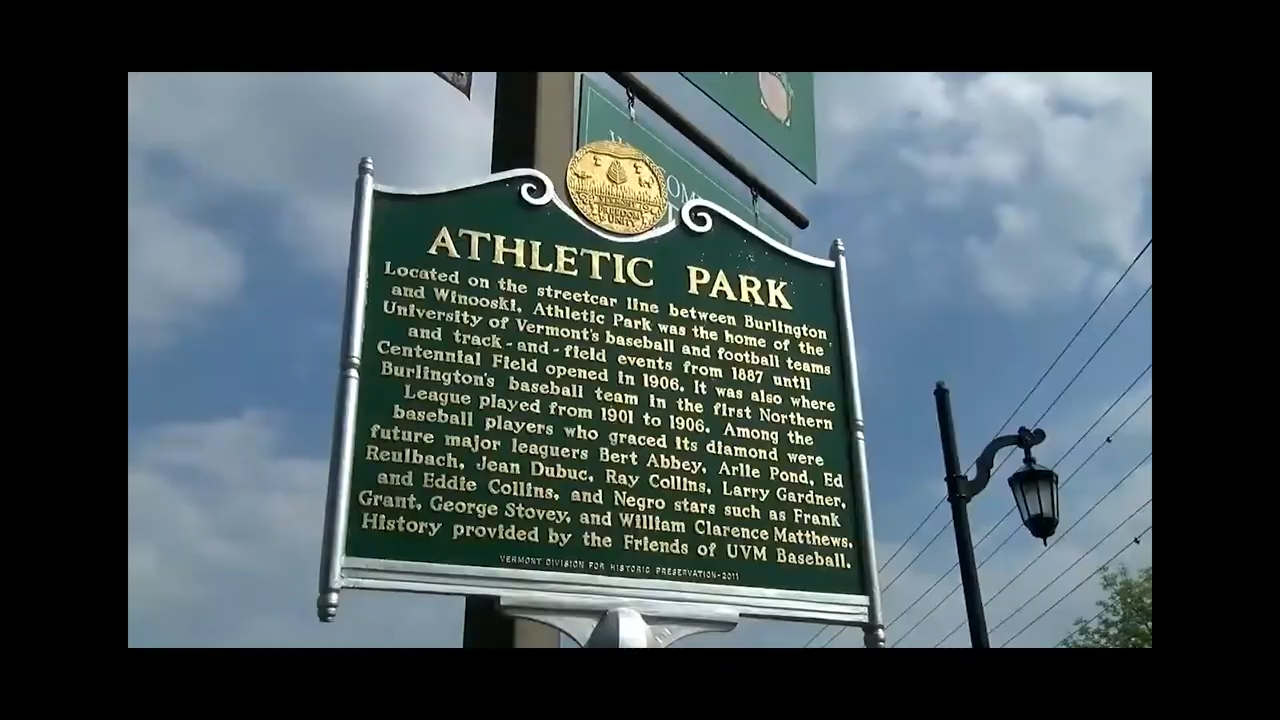 ATHLETIC PARK
Located on the streetcar line between Burlington
and Winooski, Athletic Park was the home of the
University of Vermont's baseball and football teams
and track-and-field events from 1887 until
Centennial Field opened in 1906. It was also where
Burlington's baseball team in the first Northern
League played from 1901 to 1906. Among the
baseball players who graced its diamond were
future major leaguers Bert Abbey, Arlie Pond, Ed
Reulbach, Jean Dubuc, Ray Collins, Larry Gardner,
and Eddie Collins, and Negro stars such as Frank
Grant, George Stovey, and William Clarence Matthews.
History provided by the Friends of UVM Baseball.
VERMONT DIVISION FOR HISTORIC PRESERVATION-2011